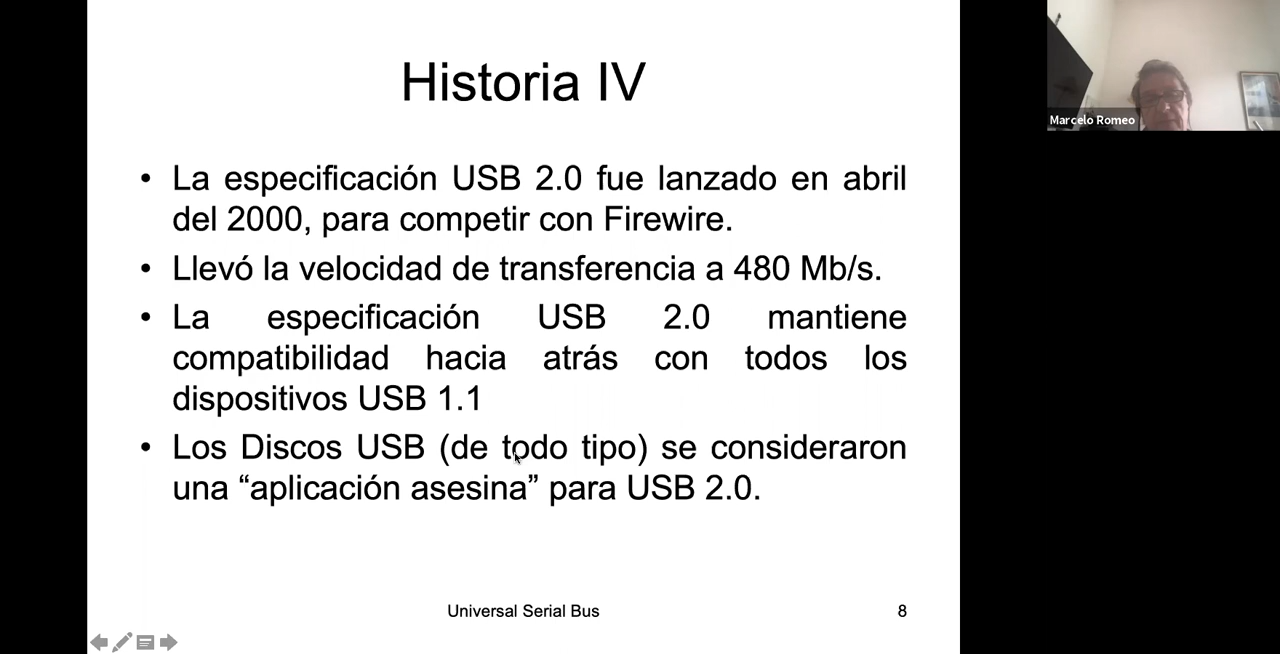 Historia IV
Marcelo Romeo
• La especificación USB 2.0 fue lanzado en abril
del 2000, para competir con Firewire.
• Llevó la velocidad de transferencia a 480 Mb/s.
• La especificación USB 2.0 mantiene
compatibilidad hacia atrás con todos los
dispositivos USB 1.1
• Los Discos USB (de todo tipo) se consideraron
una “aplicación asesina” para USB 2.0.
Universal Serial Bus
8